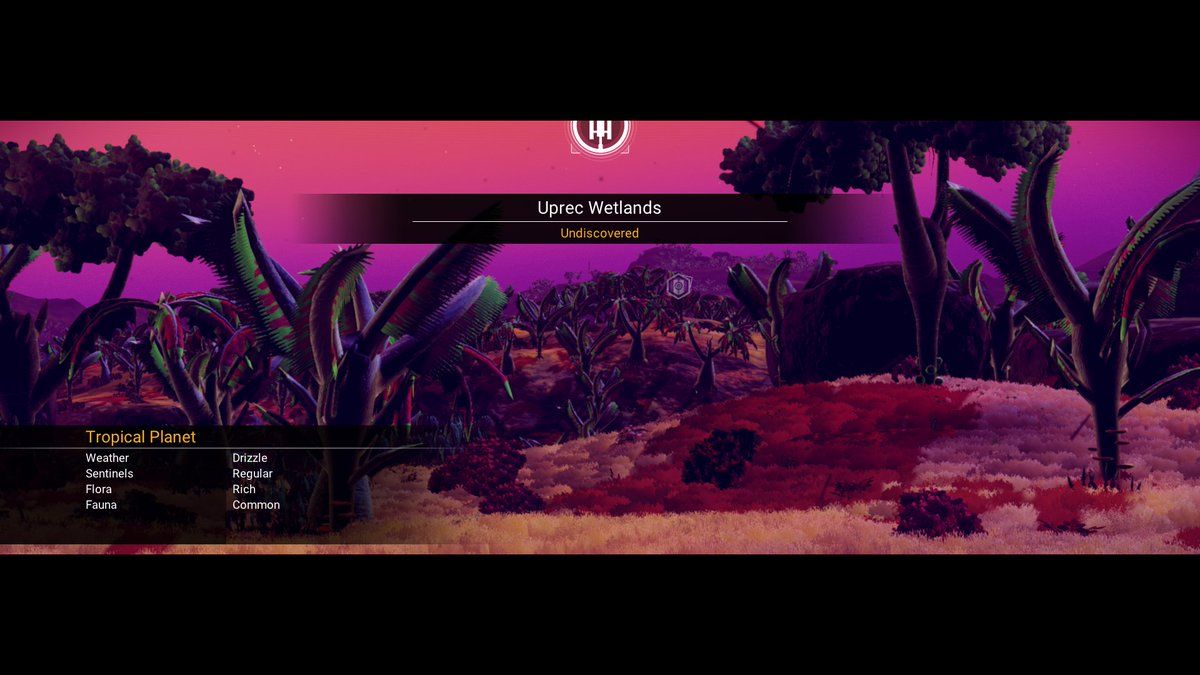 Uprec Wetlands
Undiscovered
Tropical Planet
Weather Drizzle
Sentinels Regular
Flora Rich
Fauna Common